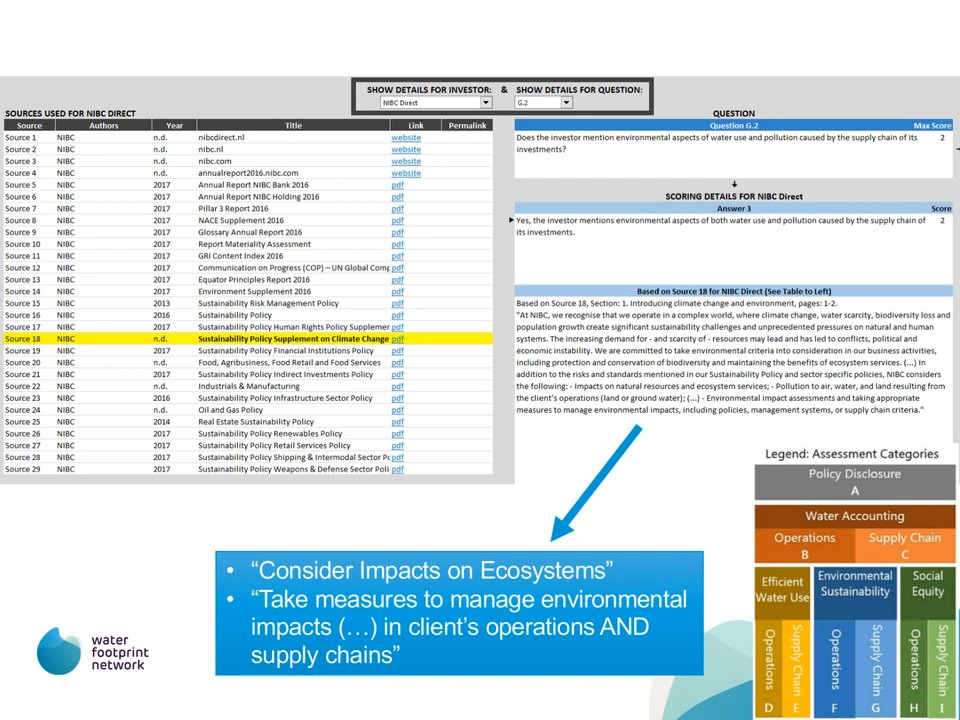 SHOW DETAILS FOR INVESTOR: & SHOW DETAILS FOR QUESTION:
NIBC Direct G.2
SOURCES USED FOR NIBC DIRECT
Source Authors Year Title Link Permalink
Source 1 NIBC n.d. nibcdirect.nl website
Source 2 NIBC n.d. nibc.nl website
Source 3 NIBC n.d. nibc.com website
Source 4 NIBC n.d. annualreport2016.nibc.com website
Source 5 NIBC 2017 Annual Report NIBC Bank 2016 pdf
Source 6 NIBC 2017 Annual Report NIBC Holding 2016 pdf
Source 7 NIBC 2017 Pillar 3 Report 2016 pdf
Source 8 NIBC 2017 NACE Supplement 2016 pdf
Source 9 NIBC 2017 Glossary Annual Report 2016 pdf
Source 10 NIBC 2017 Report Materiality Assessment pdf
Source 11 NIBC 2017 GRI Content Index 2016 pdf
Source 12 NIBC 2017 Communication on Progress (COP) – UN Global Comp pdf
Source 13 NIBC 2017 Equator Principles Report 2016 pdf
Source 14 NIBC 2017 Environment Supplement 2016 pdf
Source 15 NIBC 2013 Sustainability Risk Management Policy pdf
Source 16 NIBC 2016 Sustainability Policy pdf
Source 17 NIBC 2017 Sustainability Policy Human Rights Policy Supplemen pdf
Source 18 NIBC n.d. Sustainability Policy Supplement on Climate Change pdf
Source 19 NIBC 2017 Sustainability Policy Financial Institutions Policy pdf
Source 20 NIBC n.d. Food, Agribusiness, Food Retail and Food Services pdf
Source 21 NIBC 2017 Sustainability Policy Indirect Investments Policy pdf
Source 22 NIBC n.d. Industrials & Manufacturing pdf
Source 23 NIBC 2016 Sustainability Policy Infrastructure Sector Policy pdf
Source 24 NIBC n.d. Oil and Gas Policy pdf
Source 25 NIBC 2014 Real Estate Sustainability Policy pdf
Source 26 NIBC 2017 Sustainability Policy Renewables Policy pdf
Source 27 NIBC 2017 Sustainability Policy Retail Services Policy pdf
Source 28 NIBC 2017 Sustainability Policy Shipping & Intermodal Sector Po pdf
Source 29 NIBC 2017 Sustainability Policy Weapons & Defense Sector Poli pdf
QUESTION
Question G.2 Max Score
Does the investor mention environmental aspects of water use and pollution caused by the supply chain of its 2
investments?
SCORING DETAILS FOR NIBC Direct
Answer 3 Score
Yes, the investor mentions environmental aspects of both water use and pollution caused by the supply chain of 2
its investments.
Based on Source 18 for NIBC Direct (See Table to Left)
Based on Source 18, Section: 1. Introducing climate change and environment, pages: 1-2.
"At NIBC, we recognise that we operate in a complex world, where climate change, water scarcity, biodiversity loss and
population growth create significant sustainability challenges and unprecedented pressures on natural and human
systems. The increasing demand for - and scarcity of - resources may lead and has led to conflicts, political and
economic instability. We are committed to take environmental criteria into consideration in our business activities,
including protection and conservation of biodiversity and maintaining the benefits of ecosystem services. (...) In
addition to the risks and standards mentioned in our Sustainability Policy and sector specific policies, NIBC considers
the following: - Impacts on natural resources and ecosystem services; - Pollution to air, water, and land resulting from
the client's operations (land or ground water); (...) - Environmental impact assessments and taking appropriate
measures to manage environmental impacts, including policies, management systems, or supply chain criteria."
• “Consider Impacts on Ecosystems”
• “Take measures to manage environmental
impacts (…) in client’s operations AND
supply chains”
Legend: Assessment Categories
Policy Disclosure
A
Water Accounting
Operations Supply Chain
B C
Efficient Water Use
Environmental Sustainability
Social Equity
Operations Supply Chain Operations Supply Chain Operations Supply Chain
D E F G H I
water
footprint
network